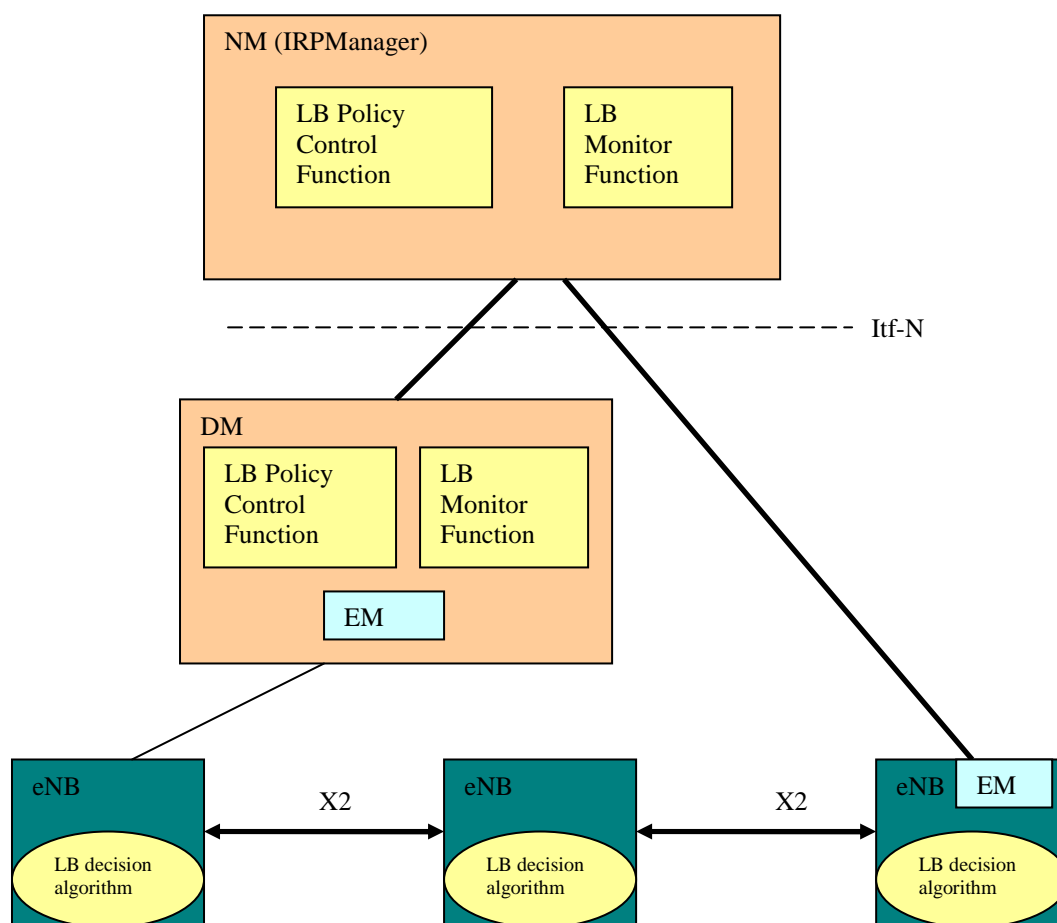 NM (IRPManager)
LB Policy
Control
Function
LB
Monitor
Function
Itf-N
DM
LB Policy
Control
Function
LB
Monitor
Function
EM
eNB
X2
eNB
X2
eNB
EM
LB decision
algorithm
LB decision
algorithm
LB decision
algorithm